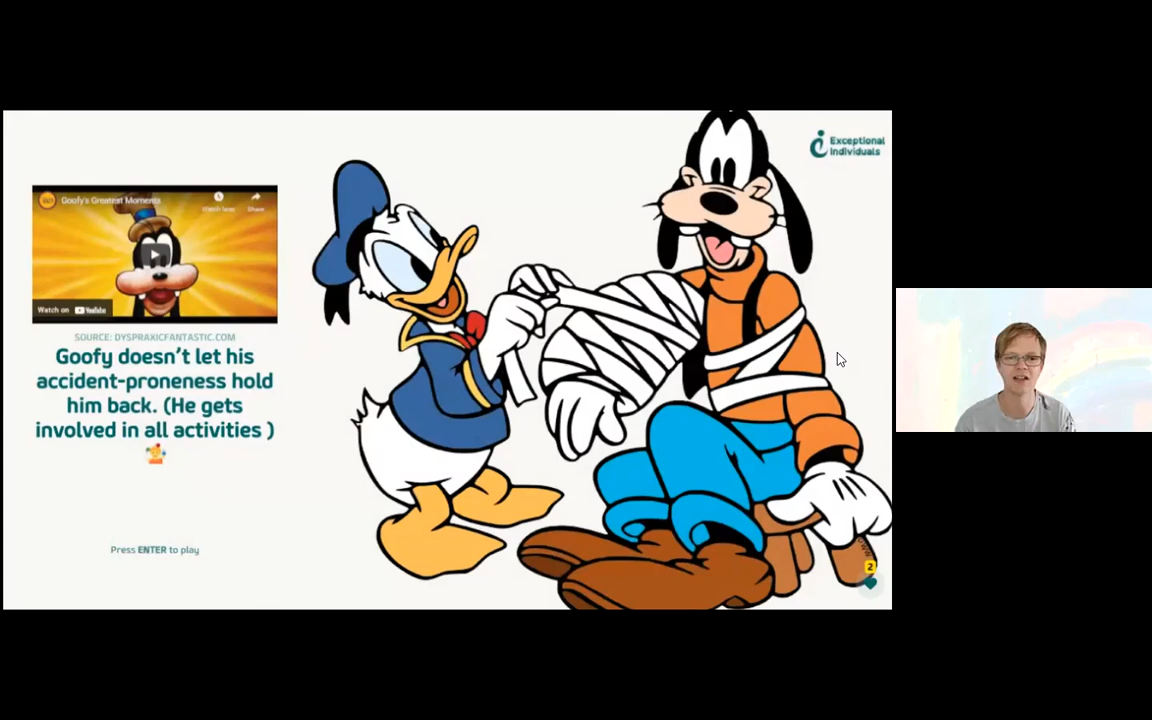 Exceptional
Individuals
Goofy's Greatest Moments
Watch later
Share
Watch on YouTube
SOURCE: DYSPRAXICFANTASTIC.COM
Goofy doesn't let his
accident-proneness hold
him back. (He gets
involved in all activities )
Press ENTER to play
2